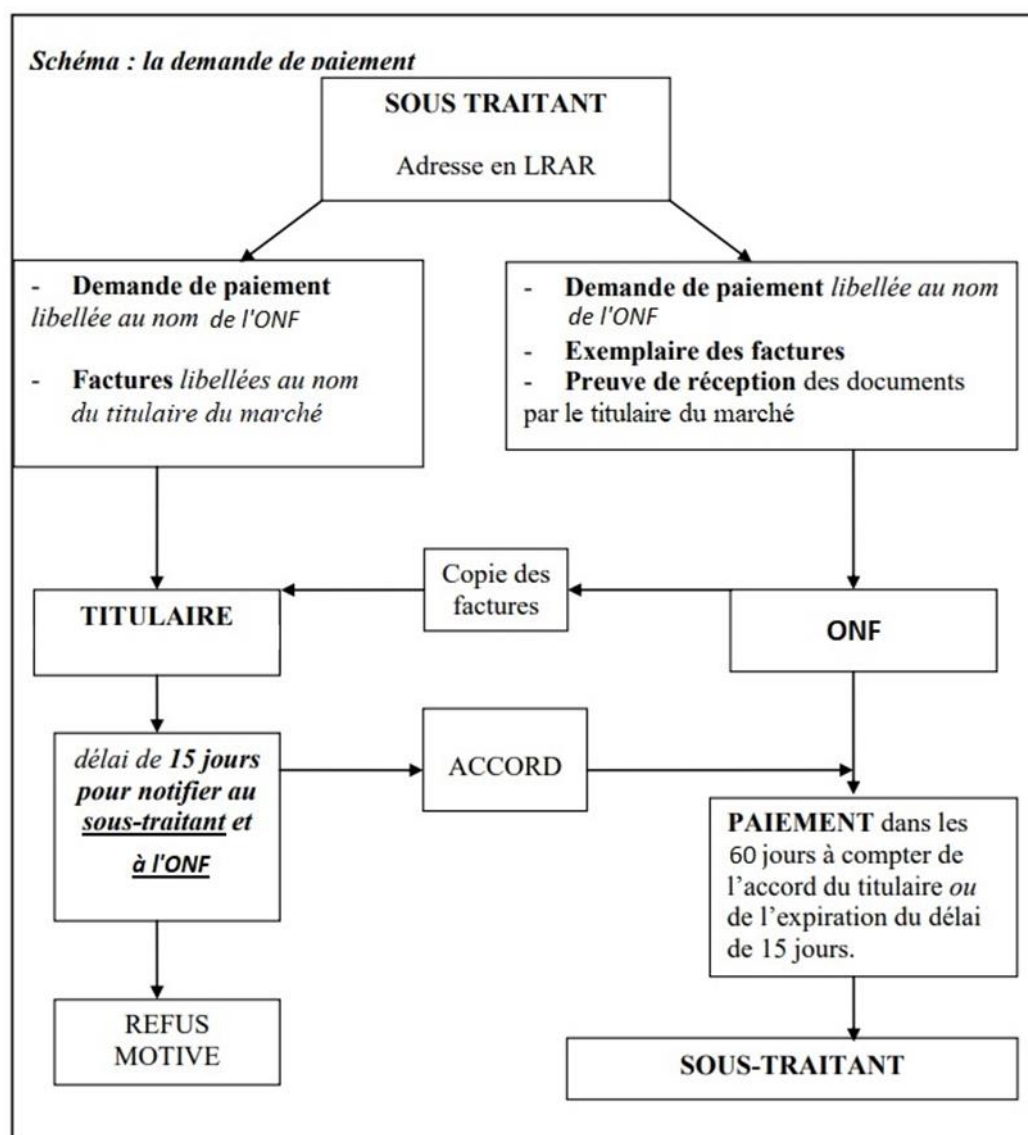 Schéma : la demande de paiement
SOUS TRAITANT
Adresse en LRAR
- Demande de paiement
libellée au nom de l'ONF
- Factures libellées au nom
du titulaire du marché
- Demande de paiement libellée au nom
de l'ONF
- Exemplaire des factures
- Preuve de réception des documents
par le titulaire du marché
Copie des
factures
TITULAIRE
ONF
délai de 15 jours
pour notifier au
sous-traitant et
à l'ONF
ACCORD
PAIEMENT dans les
60 jours à compter de
l’accord du titulaire ou
de l’expiration du délai
de 15 jours.
REFUS
MOTIVE
SOUS-TRAITANT